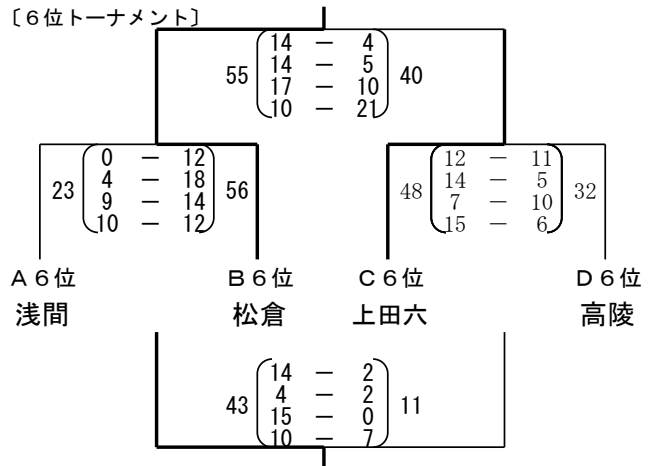 〔６位トーナメント〕
55 14 － 4 40
14 － 5
17 － 10
10 － 21
23 0 － 12 56
4 － 18
9 － 14
10 － 12
48 12 － 11 32
14 － 5
7 － 10
15 － 6
Ａ６位 Ｂ６位 Ｃ６位 Ｄ６位
浅間 松倉 上田六 高陵
43 14 － 2 11
4 － 2
15 － 0
10 － 7